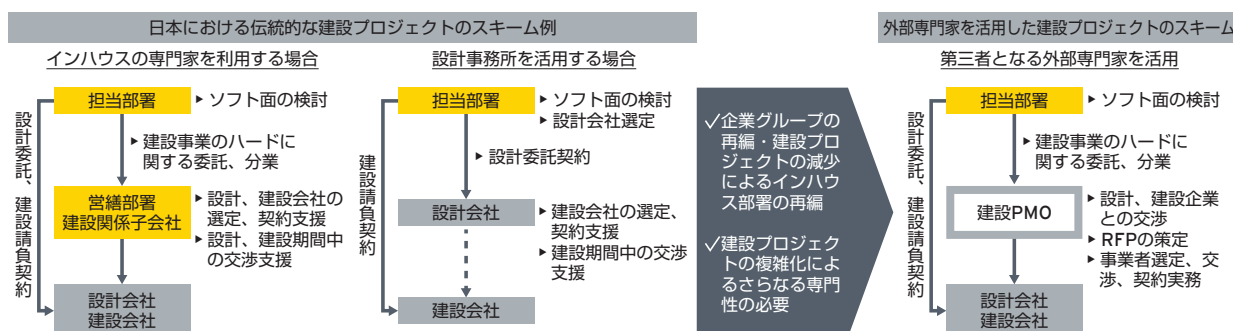 日本における伝統的な建設プロジェクトのスキーム例
インハウスの専門家を利用する場合
担当部署
▶ ソフト面の検討
設計委託、建設請負契約
▶ 建設事業のハードに
関する委託、分業
営繕部署
建設関係子会社
▶ 設計、建設会社の
選定、契約支援
▶ 設計、建設期間中
の交渉支援
設計会社
建設会社
設計事務所を活用する場合
担当部署
▶ ソフト面の検討
▶ 設計会社選定
建設請負契約
▶ 設計委託契約
設計会社
▶ 建設会社の選定、
契約支援
▶ 建設期間中の交渉
支援
建設会社
✓企業グループの
再編・建設プロ
ジェクトの減少
によるインハウ
ス部署の再編
✓建設プロジェク
トの複雑化によ
るさらなる専門
性の必要
外部専門家を活用した建設プロジェクトのスキーム
第三者となる外部専門家を活用
担当部署
▶ ソフト面の検討
設計委託、建設請負契約
▶ 建設事業のハードに
関する委託、分業
建設PMO
▶ 設計、建設企業
との交渉
▶ RFPの策定
▶ 事業者選定、交
渉、契約実務
設計会社
建設会社